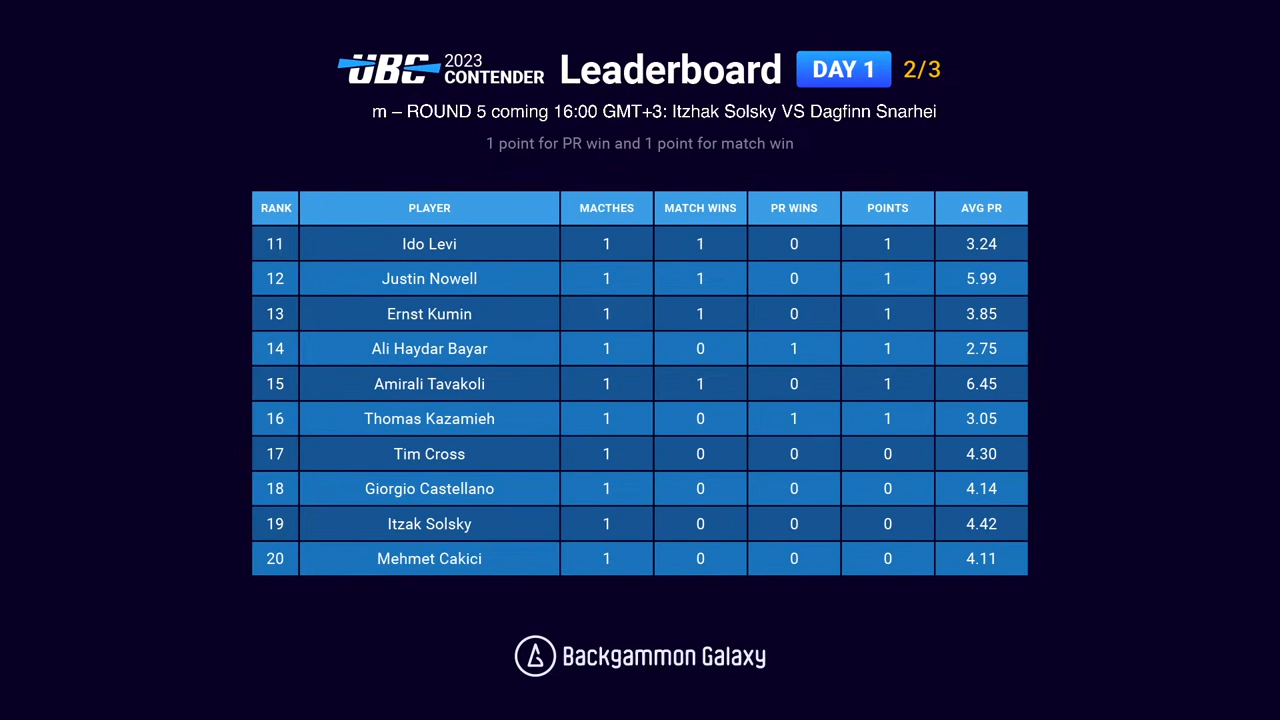 UBC 2023 CONTENDER Leaderboard DAY 1 2/3
m – ROUND 5 coming 16:00 GMT+3: Itzhak Solsky VS Dagfinn Snarhei
1 point for PR win and 1 point for match win
RANK PLAYER MACTHES MATCH WINS PR WINS POINTS AVG PR
11 Ido Levi 1 1 0 1 3.24
12 Justin Nowell 1 1 0 1 5.99
13 Ernst Kumin 1 1 0 1 3.85
14 Ali Haydar Bayar 1 0 1 1 2.75
15 Amirali Tavakoli 1 1 0 1 6.45
16 Thomas Kazamieh 1 0 1 1 3.05
17 Tim Cross 1 0 0 0 4.30
18 Giorgio Castellano 1 0 0 0 4.14
19 Itzak Solsky 1 0 0 0 4.42
20 Mehmet Cakici 1 0 0 0 4.11
Backgammon Galaxy